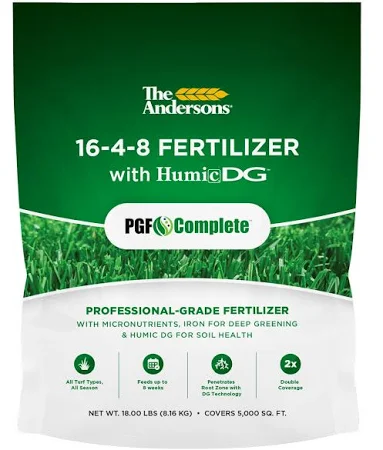 The
Andersons®
16-4-8 FERTILIZER
with HumicDG™
PGF Complete™
PROFESSIONAL-GRADE FERTILIZER
WITH MICRONUTRIENTS, IRON FOR DEEP GREENING
& HUMIC DG FOR SOIL HEALTH
2x
All Turf Types,
All Season
Feeds up to
8 weeks
Penetrates
Root Zone with
DG Technology
Double
Coverage
NET WT. 18.00 LBS (8.16 KG) • COVERS 5,000 SQ. FT.